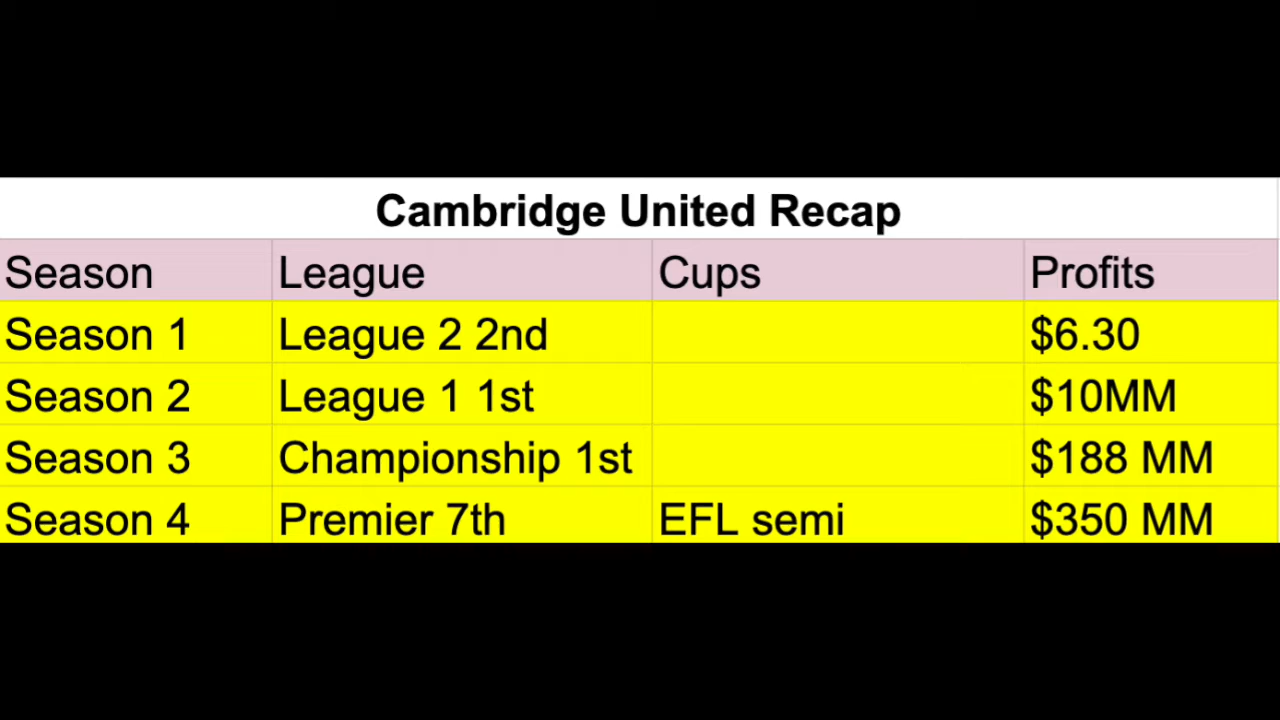 Cambridge United Recap
Season League Cups Profits
Season 1 League 2 2nd $6.30
Season 2 League 1 1st $10MM
Season 3 Championship 1st $188 MM
Season 4 Premier 7th EFL semi $350 MM